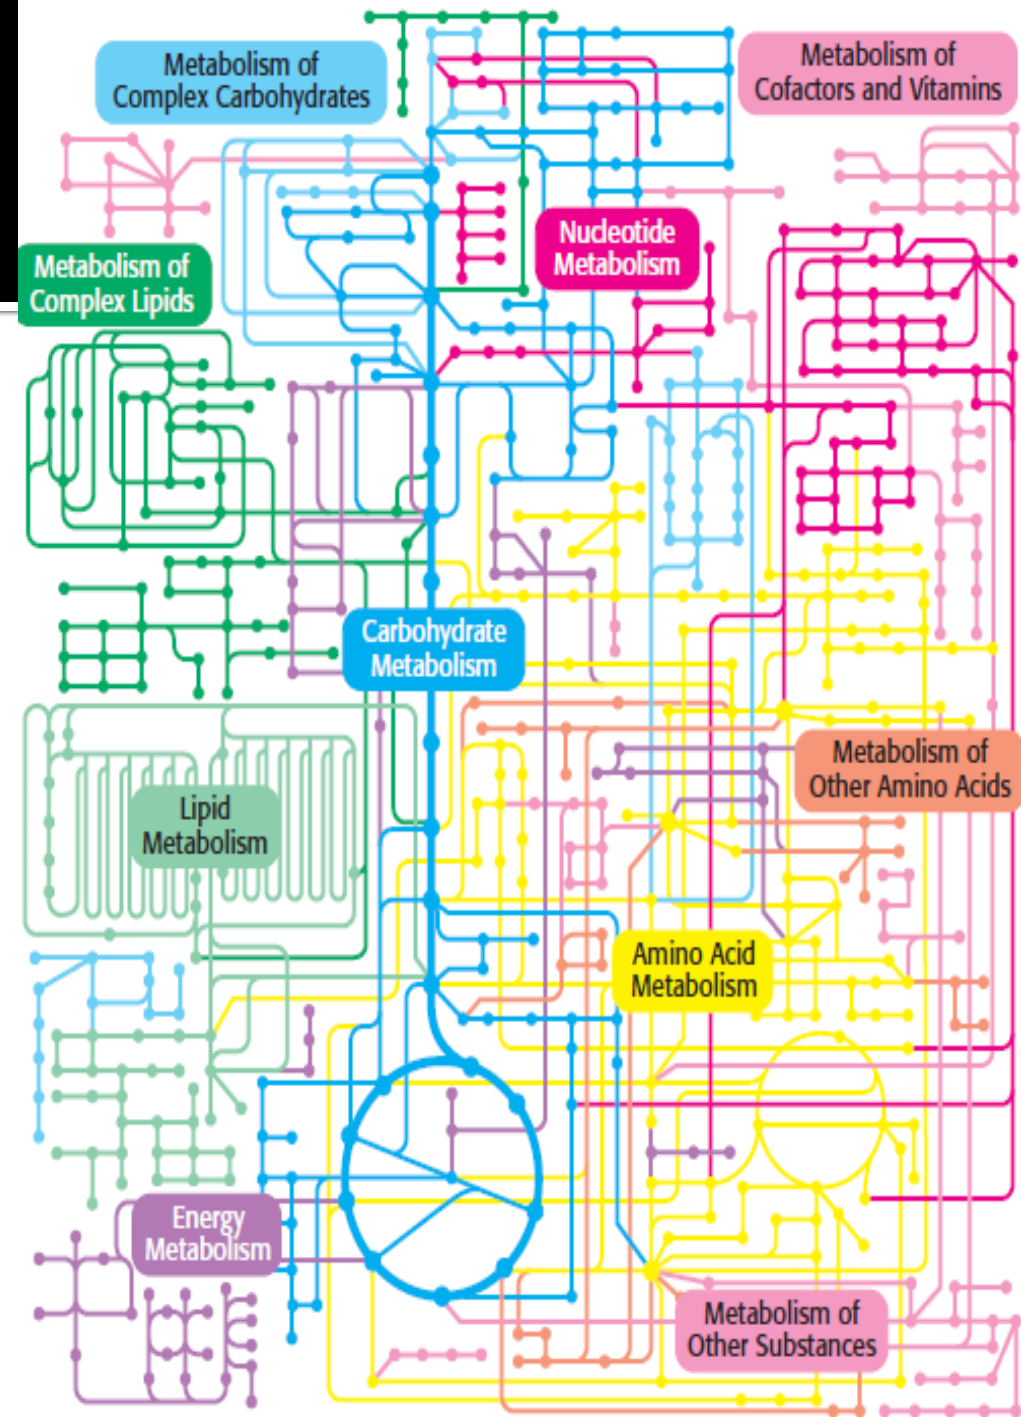 Metabolism of
Complex Carbohydrates
Metabolism of
Cofactors and Vitamins
Nucleotide
Metabolism
Metabolism of
Complex Lipids
Carbohydrate
Metabolism
Metabolism of
Other Amino Acids
Lipid
Metabolism
Amino Acid
Metabolism
Energy
Metabolism
Metabolism of
Other Substances